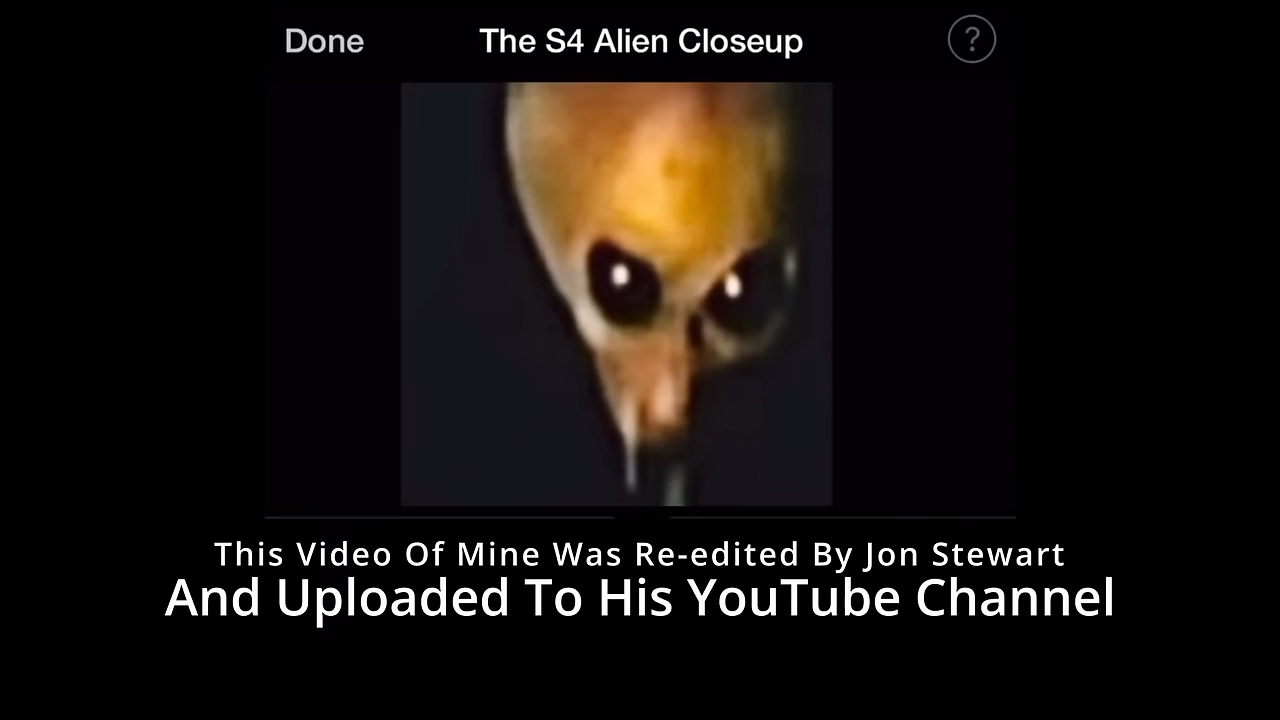 Done
The S4 Alien Closeup
?
This Video Of Mine Was Re-edited By Jon Stewart
And Uploaded To His YouTube Channel